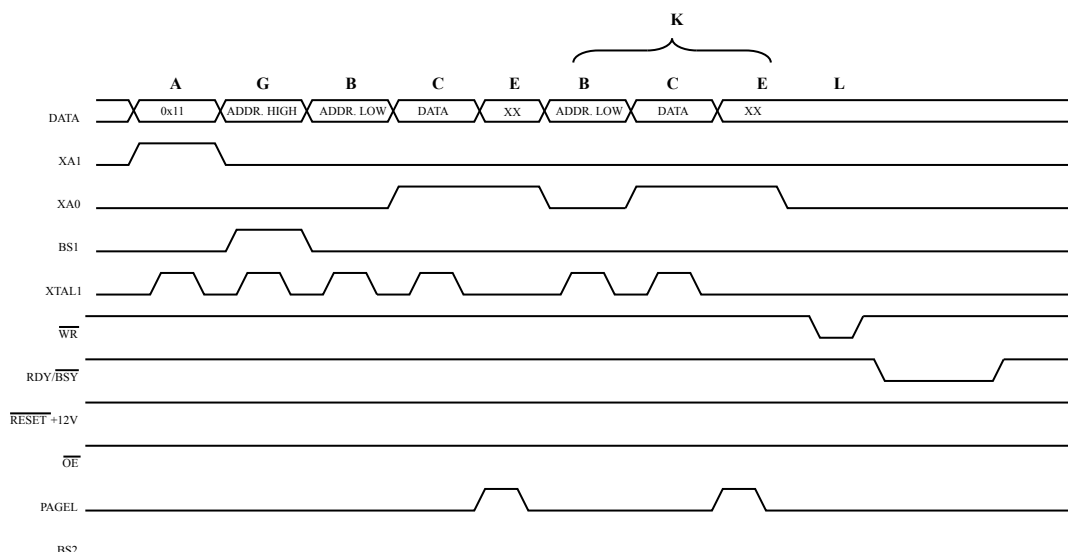 K
A G B C E B C E L
DATA 0x11 ADDR. HIGH ADDR. LOW DATA XX ADDR. LOW DATA XX
XA1
XA0
BS1
XTAL1
WR
RDY/BSY
RESET +12V
OE
PAGEL
BS2